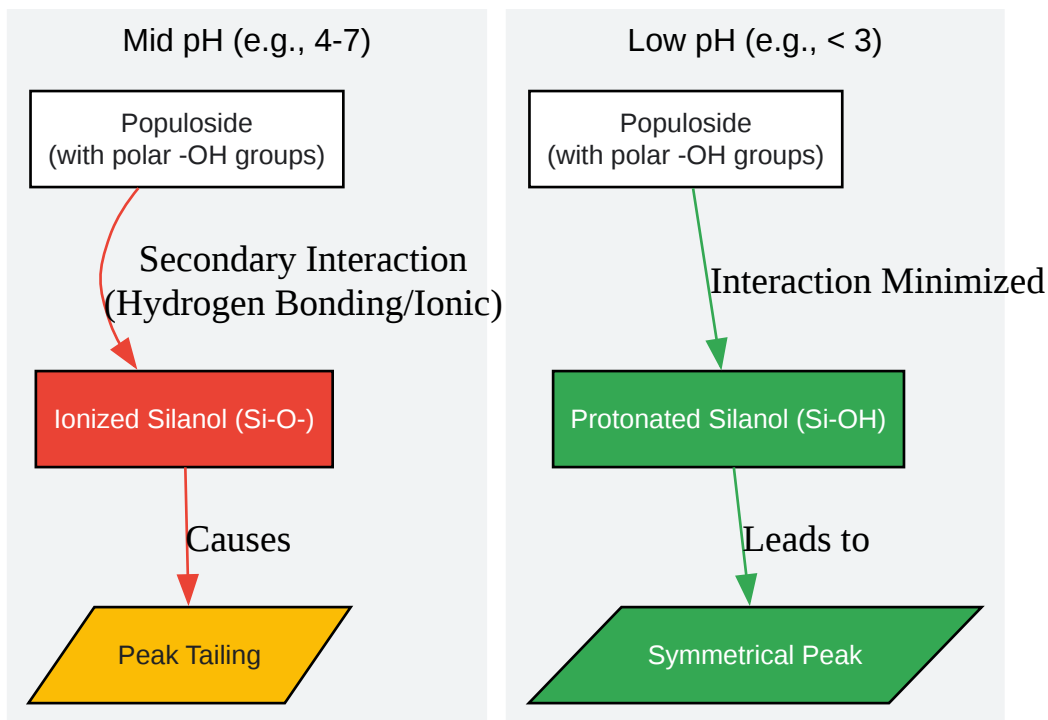 Mid pH (e.g., 4-7)
Populoside
(with polar -OH groups)
Secondary Interaction
(Hydrogen Bonding/Ionic)
Ionized Silanol (Si-O-)
Causes
Peak Tailing
Low pH (e.g., < 3)
Populoside
(with polar -OH groups)
Interaction Minimized
Protonated Silanol (Si-OH)
Leads to
Symmetrical Peak